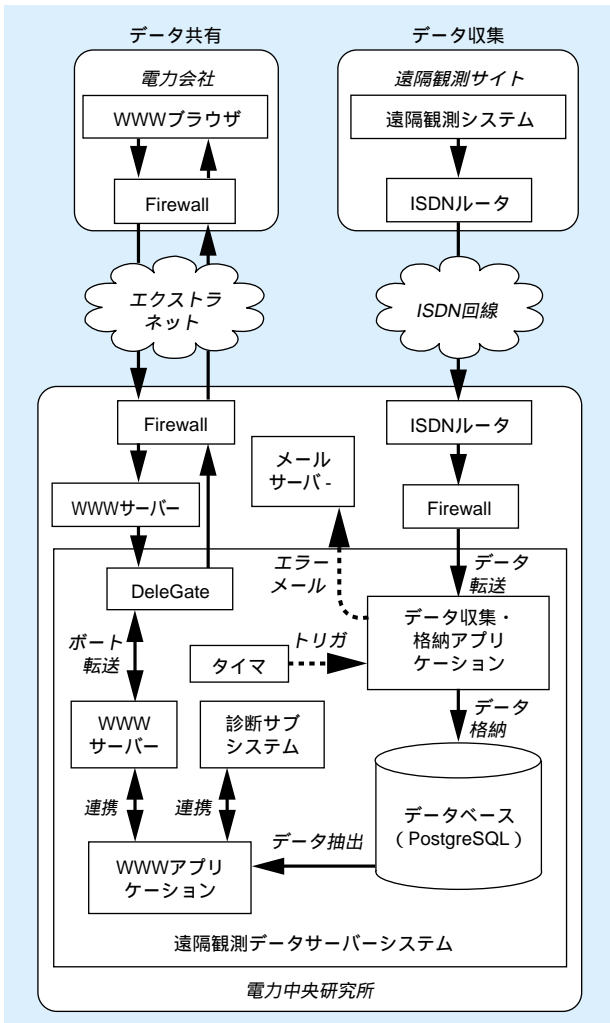 データ共有
データ収集
電力会社
WWWブラウザ
Firewall
遠隔観測サイト
遠隔観測システム
ISDNルータ
エクストラ
ネット
ISDN回線
Firewall
ISDNルータ
メール
サーバ-
WWWサーバー
Firewall
エラー
メール
データ
転送
DeleGate
データ収集・
格納アプリ
ケーション
トリガ
タイマ
ポート
転送
データ
格納
WWW
サーバー
診断サブ
システム
データベース
（PostgreSQL）
連携
連携
データ抽出
WWWアプリ
ケーション
遠隔観測データサーバーシステム
電力中央研究所